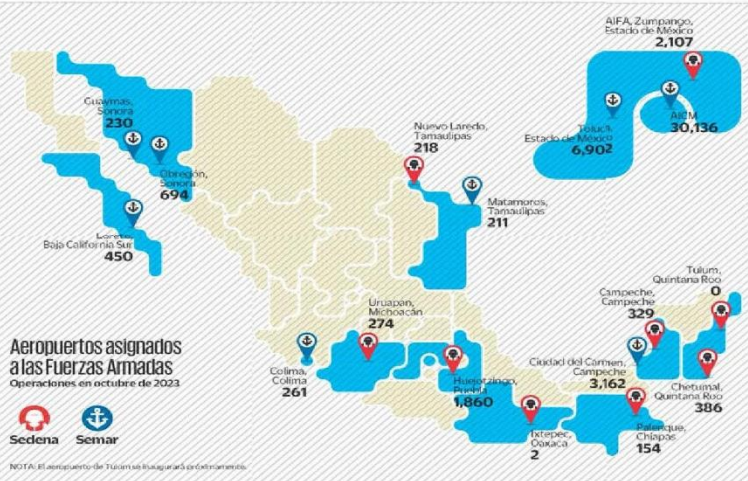 AIFA, Zumpango,
Estado de México
2,107
AICM
30,136
Toluca,
Estado de México
6,902
Guaymas,
Sonora
230
Obregón,
Sonora
694
Loreto,
Baja California Sur
450
Nuevo Laredo,
Tamaulipas
218
Matamoros,
Tamaulipas
211
Tulum,
Quintana Roo
0
Campeche,
Campeche
329
Uruapan,
Michoacán
274
Colima,
Colima
261
Huejotzingo,
Puebla
1,860
Ciudad del Carmen,
Campeche
3,162
Chetumal,
Quintana Roo
386
Ixtepec,
Oaxaca
2
Palenque,
Chiapas
154
Aeropuertos asignados
a las Fuerzas Armadas
Operaciones en octubre de 2023
Sedena
Semar
NOTA: El aeropuerto de Tulum se inaugurará próximamente.